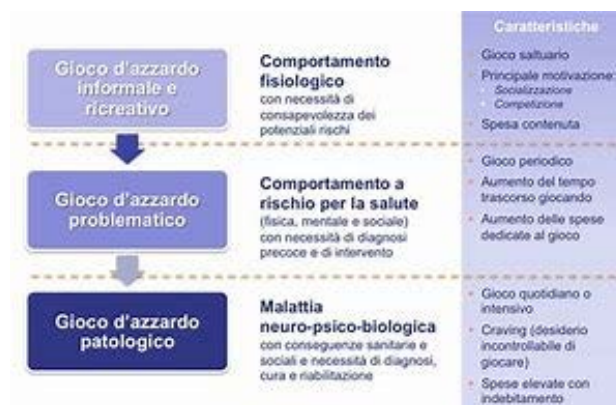 Caratteristiche
Gioco d'azzardo
informale e
ricreativo
Comportamento
fisiologico
con necessità di
consapevolezza dei
potenziali rischi
Gioco saltuario
Principale motivazione:
Socializzazione
Competizione
Spesa contenuta
Gioco d'azzardo
problematico
Comportamento a
rischio per la salute
(fisica, mentale e sociale)
con necessità di diagnosi
precoce e di intervento
Gioco periodico
Aumento del tempo
trascorso giocando
Aumento delle spese
dedicate al gioco
Gioco d'azzardo
patologico
Malattia
neuro-psico-biologica
con conseguenze sanitarie e
sociali e necessità di diagnosi,
cura e riabilitazione
Gioco quotidiano o
intensivo
Craving (desiderio
incontrollabile di
giocare)
Spese elevate con
indebitamento